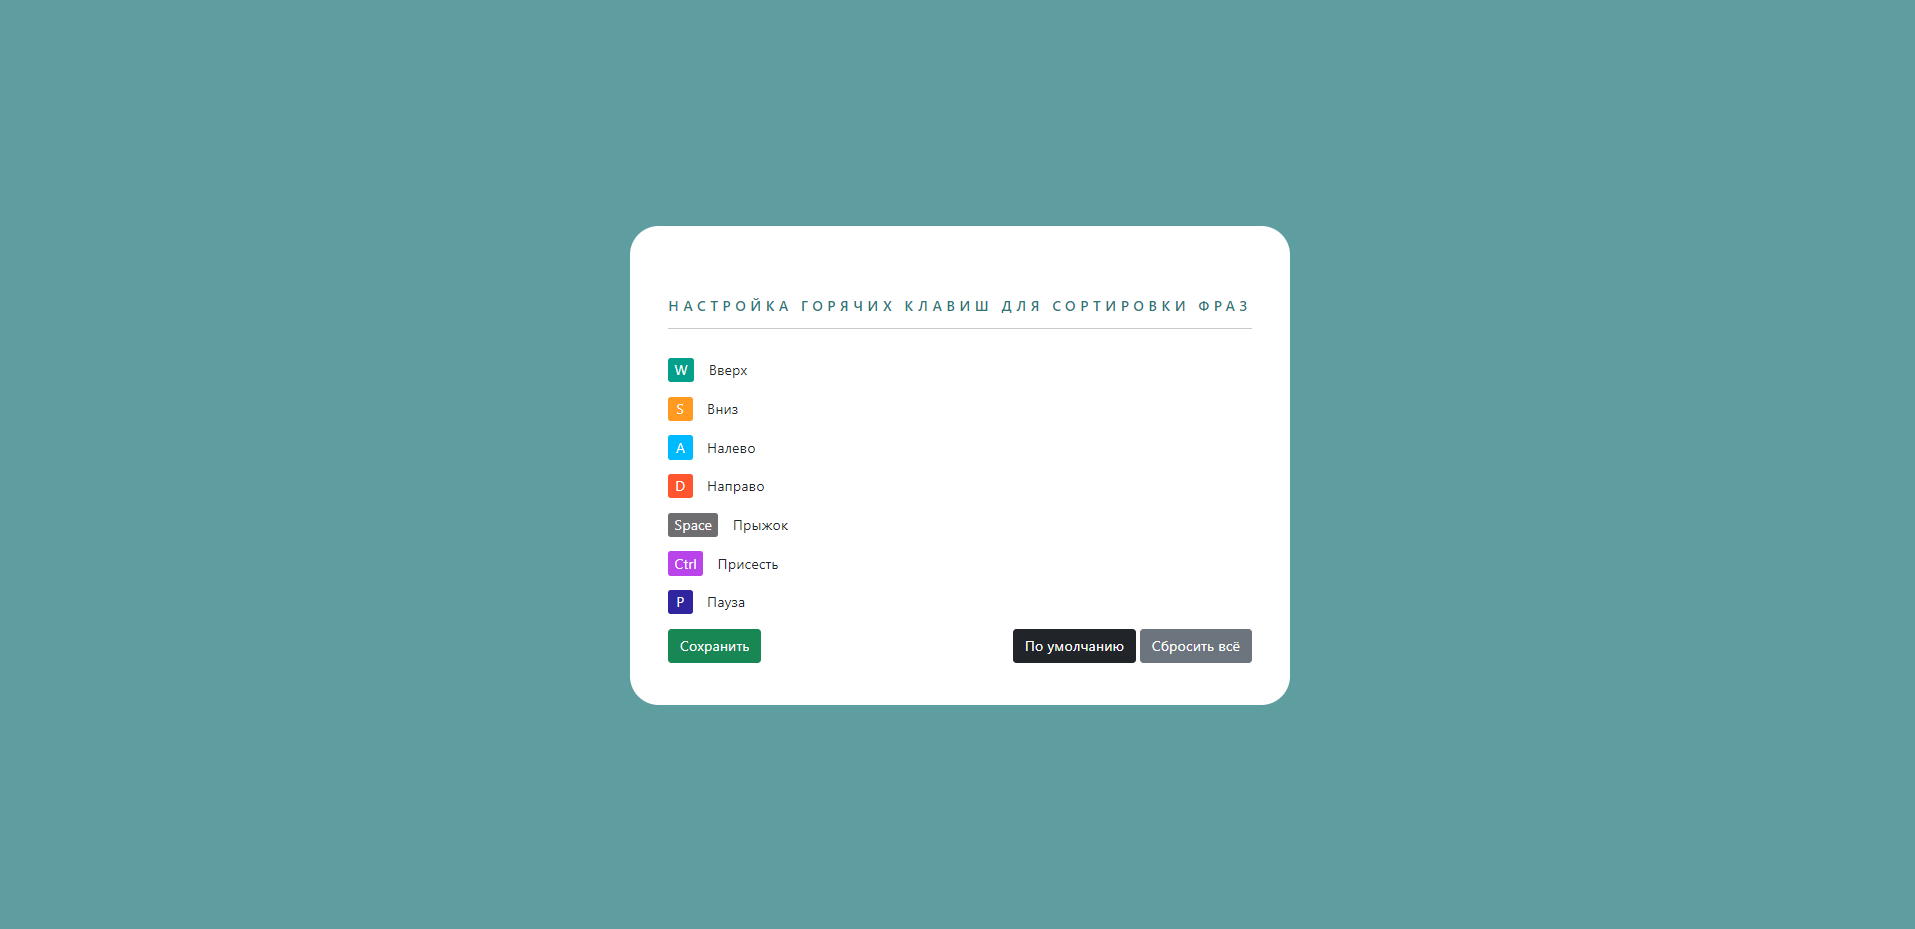 НАСТРОЙКА ГОРЯЧИХ КЛАВИШ ДЛЯ СОРТИРОВКИ ФРАЗ
W Вверх
S Вниз
A Налево
D Направо
Space Прыжок
Ctrl Присесть
P Пауза
Сохранить По умолчанию Сбросить всё